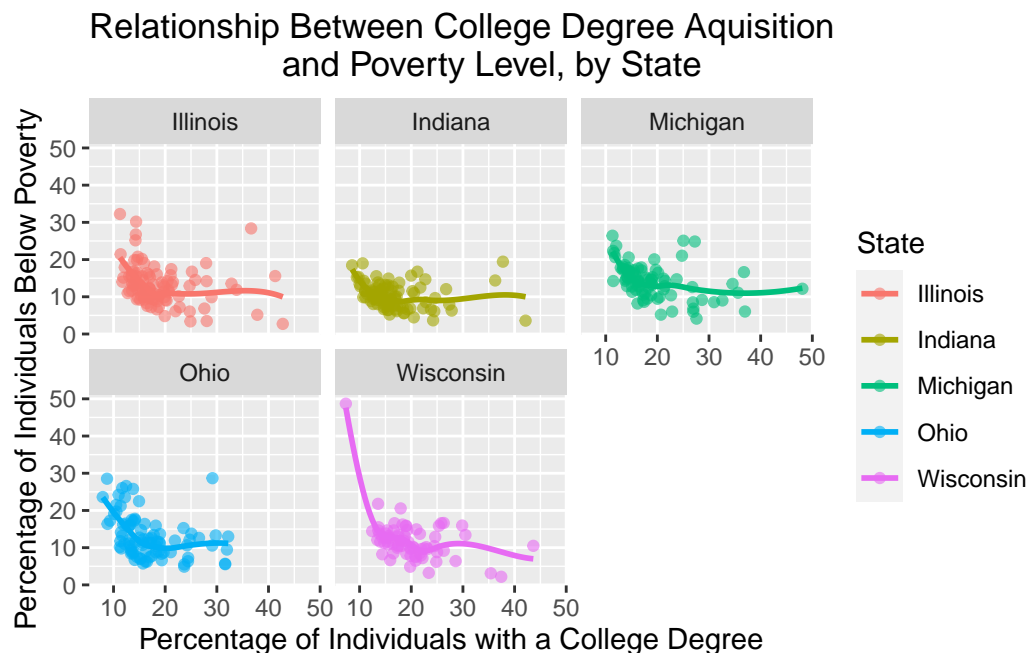 Relationship Between College Degree Aquisition
and Poverty Level, by State
Illinois
Indiana
Michigan
50
40
30
20
10
0
10 20 30 40 50
Ohio
Wisconsin
50
40
30
20
10
0
10 20 30 40 50
10 20 30 40 50
Percentage of Individuals Below Poverty
Percentage of Individuals with a College Degree
State
Illinois
Indiana
Michigan
Ohio
Wisconsin